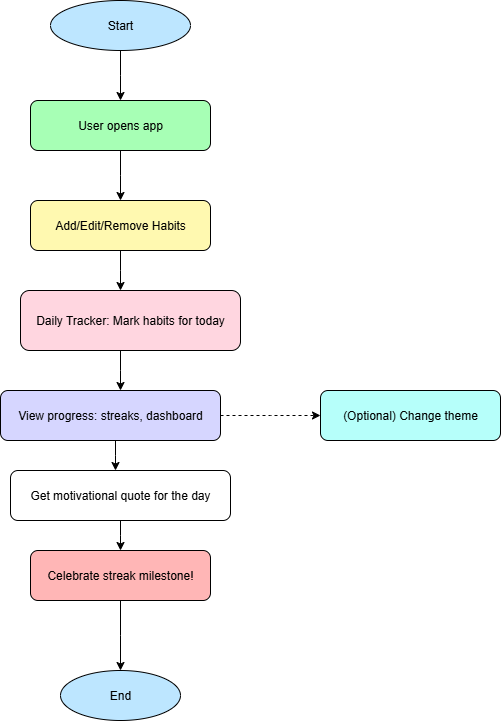 Start
User opens app
Add/Edit/Remove Habits
Daily Tracker: Mark habits for today
View progress: streaks, dashboard
(Optional) Change theme
Get motivational quote for the day
Celebrate streak milestone!
End